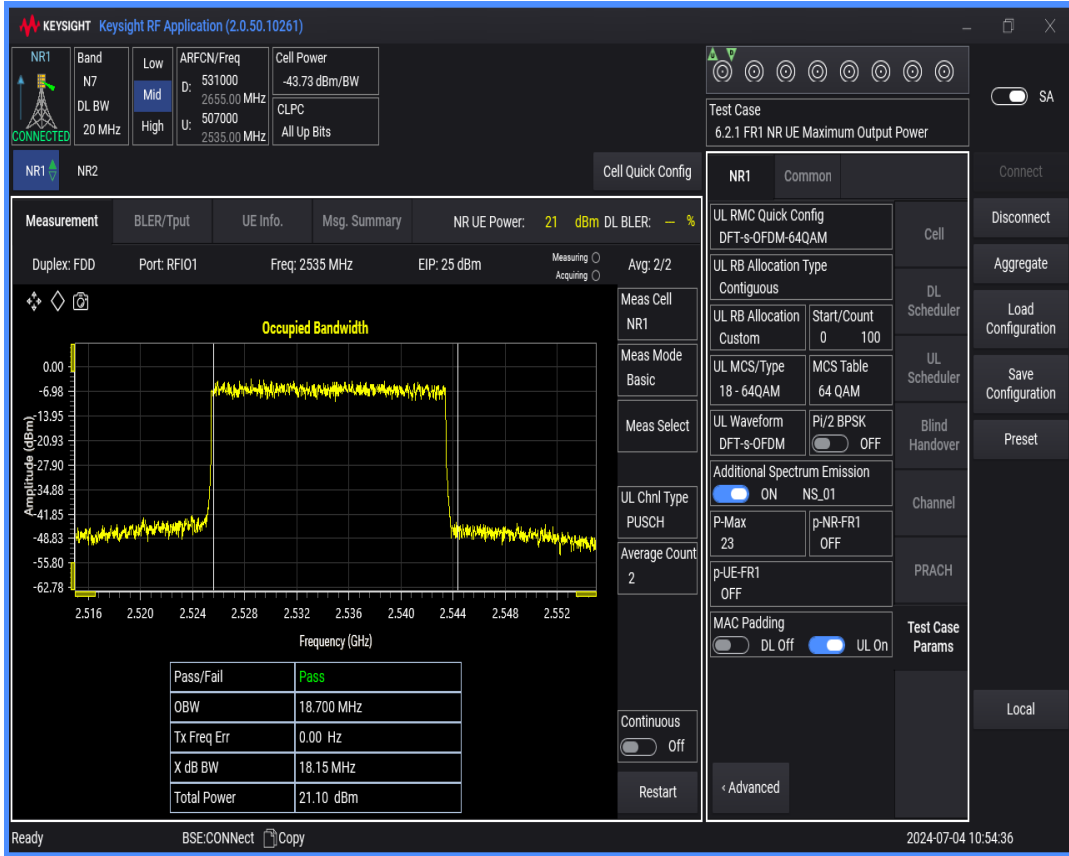 KEYSIGHT Keysight RF Application (2.0.50.10261)
NR1
CONNECTED
Band
N7
DL BW
20 MHz
Low
Mid
High
ARFCN/Freq
D: 531000
2655.00 MHz
U: 507000
2535.00 MHz
Cell Power
-43.73 dBm/BW
CLPC
All Up Bits
Test Case
6.2.1 FR1 NR UE Maximum Output Power
SA
NR1 NR2
Cell Quick Config
Measurement BLER/Tput UE Info. Msg. Summary NR UE Power: 21 dBm DL BLER: -- %
Duplex: FDD Port: RFIO1 Freq: 2535 MHz EIP: 25 dBm Measuring Acquiring Avg: 2/2
Occupied Bandwidth
Amplitude (dBm)
0.00
-6.98
-13.95
-20.93
-27.90
-34.88
-41.85
-48.83
-55.80
-62.78
2.516 2.520 2.524 2.528 2.532 2.536 2.540 2.544 2.548 2.552
Frequency (GHz)
Pass/Fail Pass
OBW 18.700 MHz
Tx Freq Err 0.00 Hz
X dB BW 18.15 MHz
Total Power 21.10 dBm
Meas Cell
NR1
Meas Mode
Basic
Meas Select
UL Chnl Type
PUSCH
Average Count
2
Continuous
Off
Restart
NR1 Common
UL RMC Quick Config
DFT-s-OFDM-64QAM
UL RB Allocation Type
Contiguous
UL RB Allocation
Custom
Start/Count
0 100
UL MCS/Type
18 - 64QAM
MCS Table
64 QAM
UL Waveform
DFT-s-OFDM
Pi/2 BPSK
OFF
Additional Spectrum Emission
ON NS_01
P-Max
23
p-NR-FR1
OFF
p-UE-FR1
OFF
MAC Padding
DL Off UL On
‹ Advanced
Cell
DL
Scheduler
UL
Scheduler
Blind
Handover
Channel
PRACH
Test Case
Params
Connect
Disconnect
Aggregate
Load
Configuration
Save
Configuration
Preset
Local
Ready BSE:CONNect Copy 2024-07-04 10:54:36